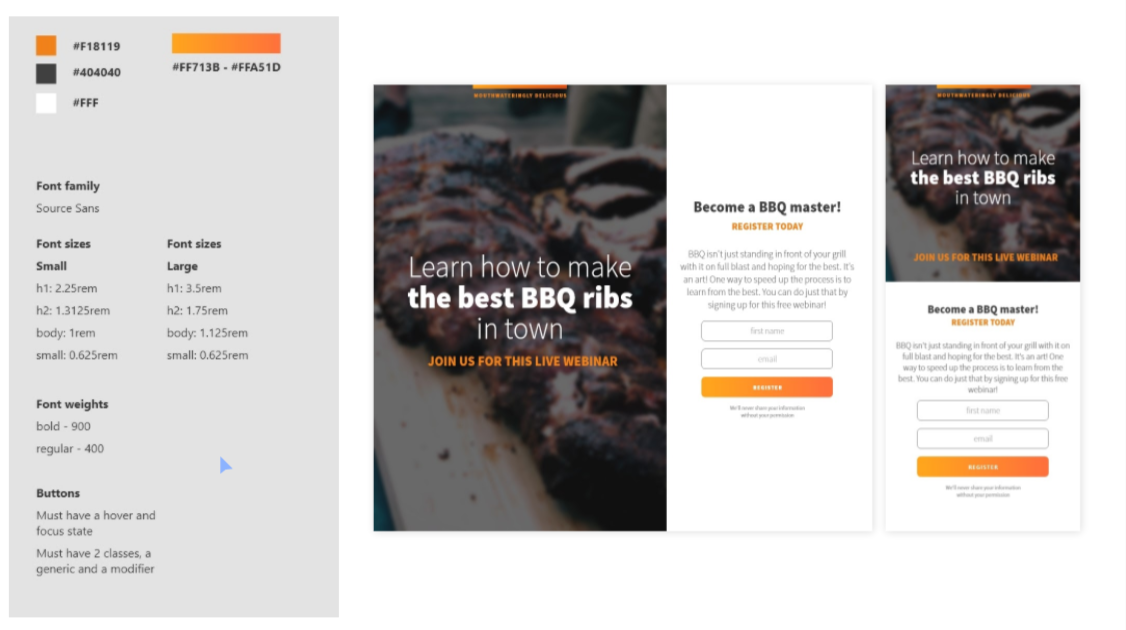 #F18119
#404040
#FFF
#FF713B - #FFA51D
Font family
Source Sans
Font sizes
Small
h1: 2.25rem
h2: 1.3125rem
body: 1rem
small: 0.625rem
Font sizes
Large
h1: 3.5rem
h2: 1.75rem
body: 1.125rem
small: 0.625rem
Font weights
bold - 900
regular - 400
Buttons
Must have a hover and
focus state
Must have 2 classes, a
generic and a modifier
MOUTHWATERINGLY DELICIOUS
Learn how to make
the best BBQ ribs
in town
JOIN US FOR THIS LIVE WEBINAR
Become a BBQ master!
REGISTER TODAY
BBQ isn't just standing in front of your grill
with it on full blast and hoping for the best. It's
an art! One way to speed up the process is to
learn from the best. You can do just that by
signing up for this free webinar!
first name
email
REGISTER
We'll never share your information
without your permission
MOUTHWATERINGLY DELICIOUS
Learn how to make
the best BBQ ribs
in town
JOIN US FOR THIS LIVE WEBINAR
Become a BBQ master!
REGISTER TODAY
BBQ isn't just standing in front of your grill with it on
full blast and hoping for the best. It's an art! One
way to speed up the process is to learn from the
best. You can do just that by signing up for this free
webinar!
first name
email
REGISTER
We'll never share your information
without your permission